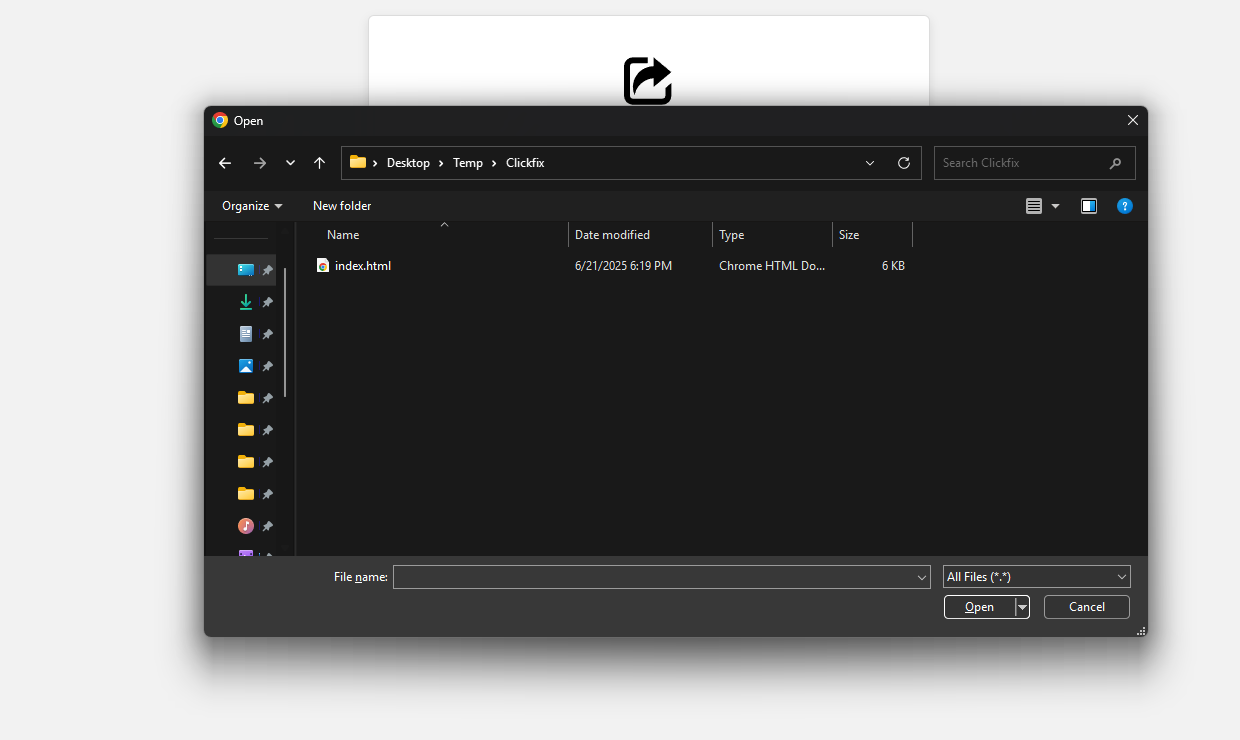 Open
Desktop > Temp > Clickfix
Search Clickfix
Organize
New folder
Name
Date modified
Type
Size
index.html
6/21/2025 6:19 PM
Chrome HTML Do...
6 KB
File name:
All Files (*.*)
Open
Cancel